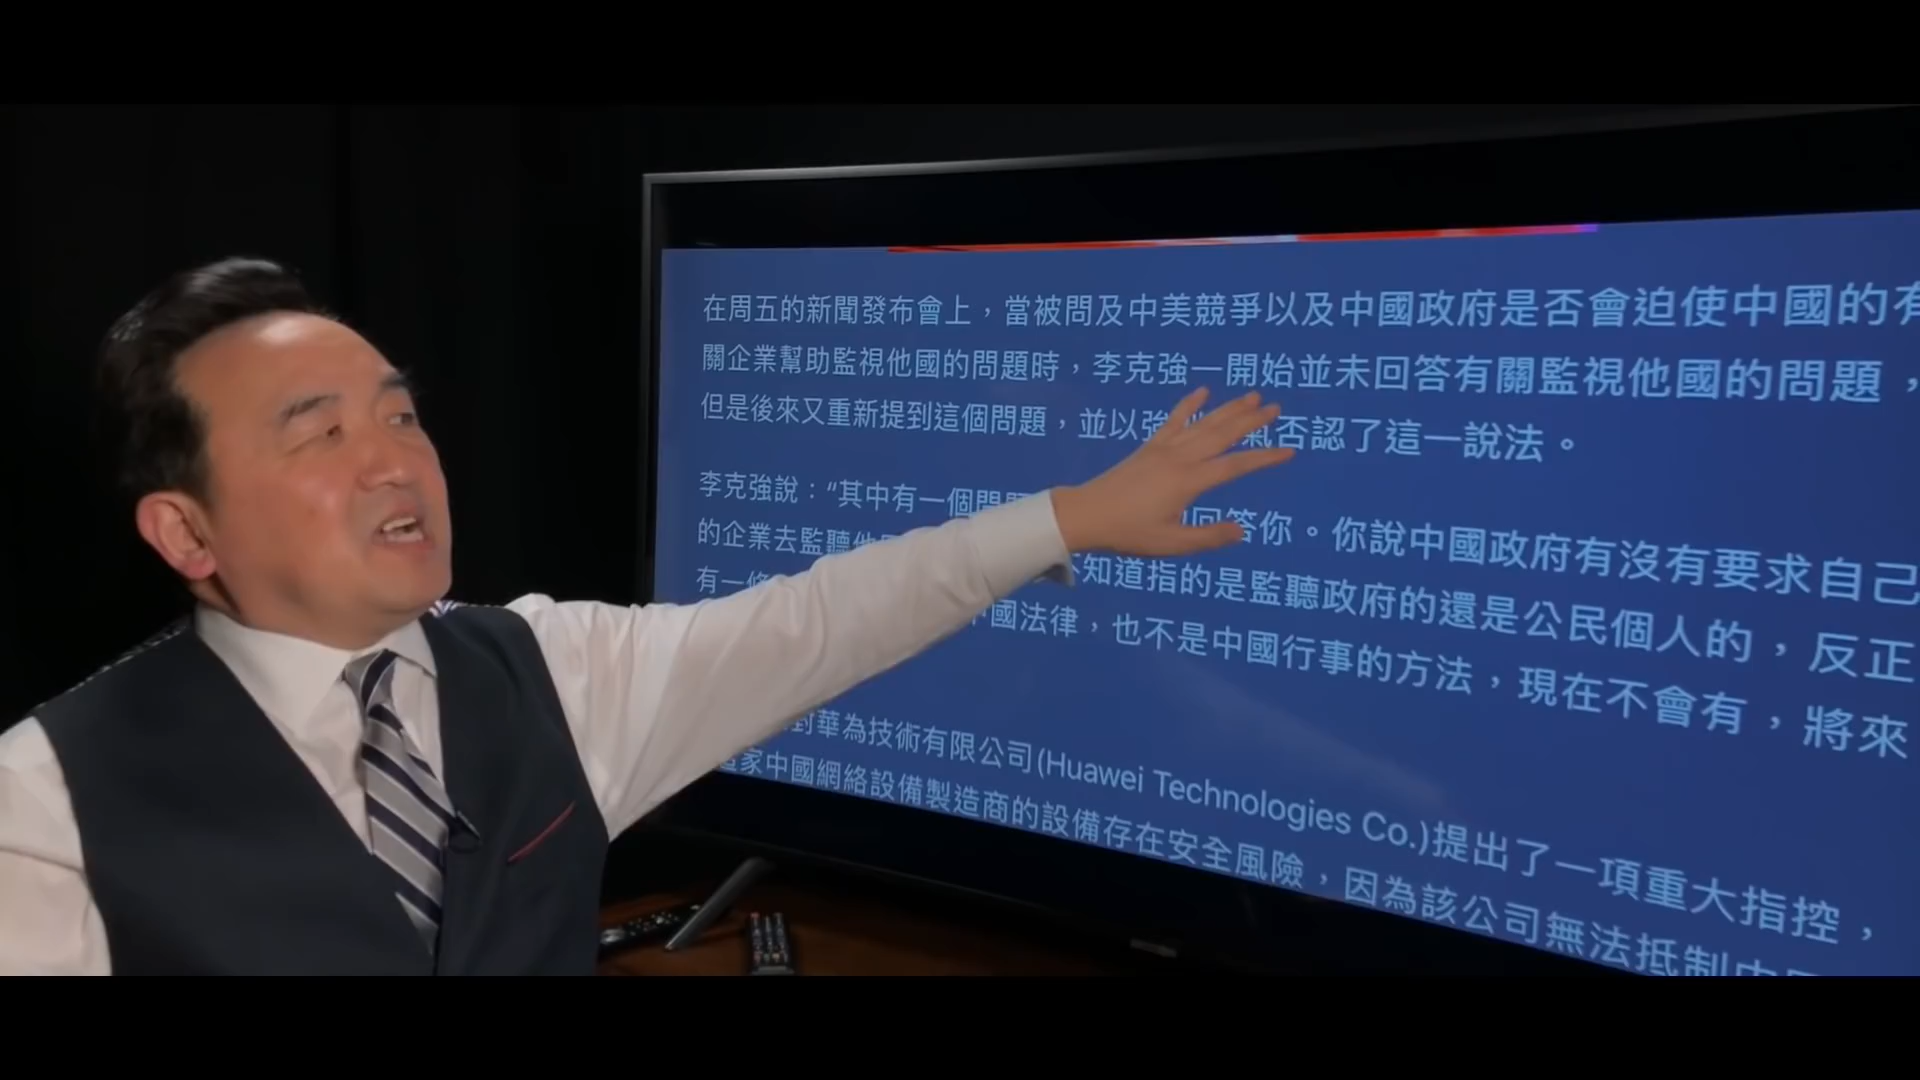 在周五的新聞發布會上，當被問及中美競爭以及中國政府是否會迫使中國的有
關企業幫助監視他國的問題時，李克強一開始並未回答有關監視他國的問題，
但是後來又重新提到這個問題，並以強 氣否認了這一說法。
李克強說：“其中有一個問題 回答你。你說中國政府有沒有要求自己
的企業去監聽他 不知道指的是監聽政府的還是公民個人的，反正
有一條 中國法律，也不是中國行事的方法，現在不會有，將來
對華為技術有限公司(Huawei Technologies Co.)提出了一項重大指控，
這家中國網絡設備製造商的設備存在安全風險，因為該公司無法抵制中